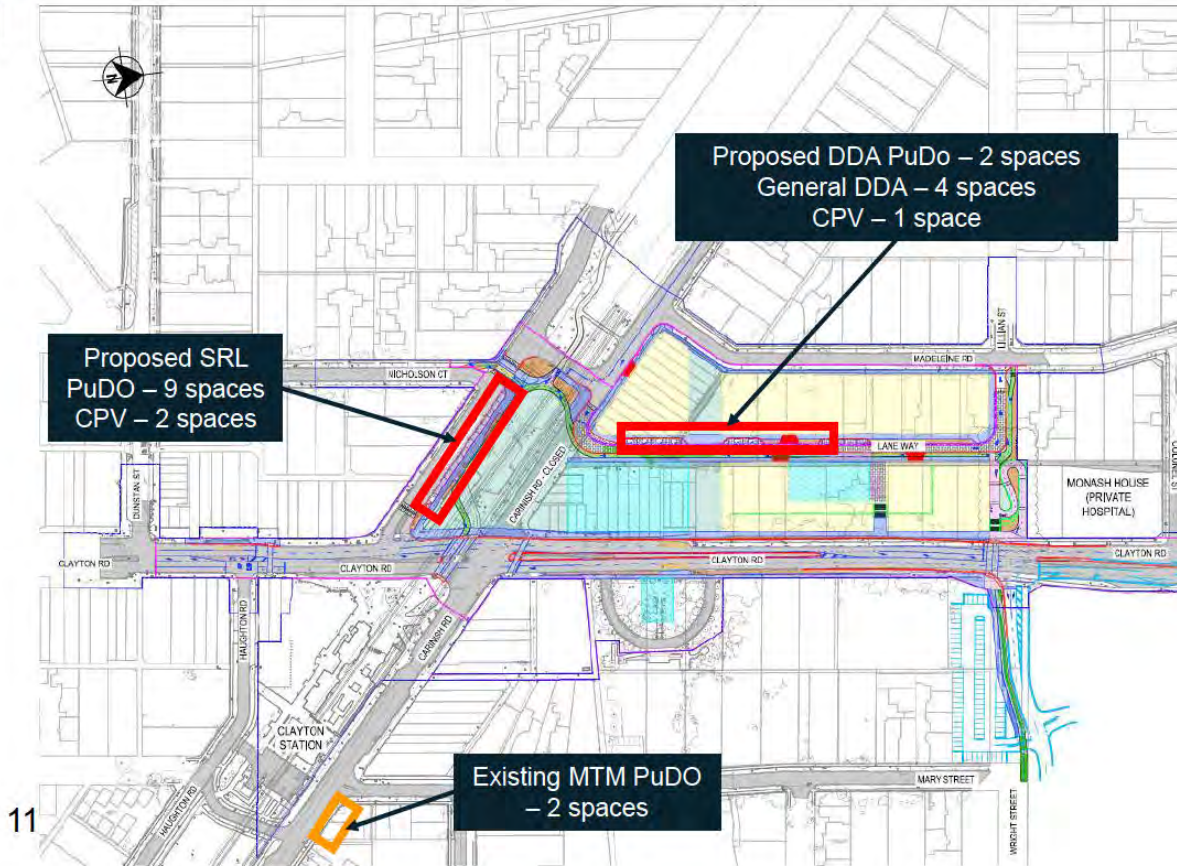 N
Proposed DDA PuDo – 2 spaces
General DDA – 4 spaces
CPV – 1 space
Proposed SRL
PuDO – 9 spaces
CPV – 2 spaces
NICHOLSON CT
LILLIAN ST
MADELEINE RD
LANE WAY
CARINISH RD - CLOSED
DUNSTAN ST
MONASH HOUSE
(PRIVATE
HOSPITAL)
COLONEL ST
CLAYTON RD
CLAYTON RD
CLAYTON RD
CLAYTON RD
HAUGHTON RD
CARINISH RD
CLAYTON
STATION
Existing MTM PuDO
– 2 spaces
MARY STREET
HAUGHTON RD
WRIGHT STREET
11